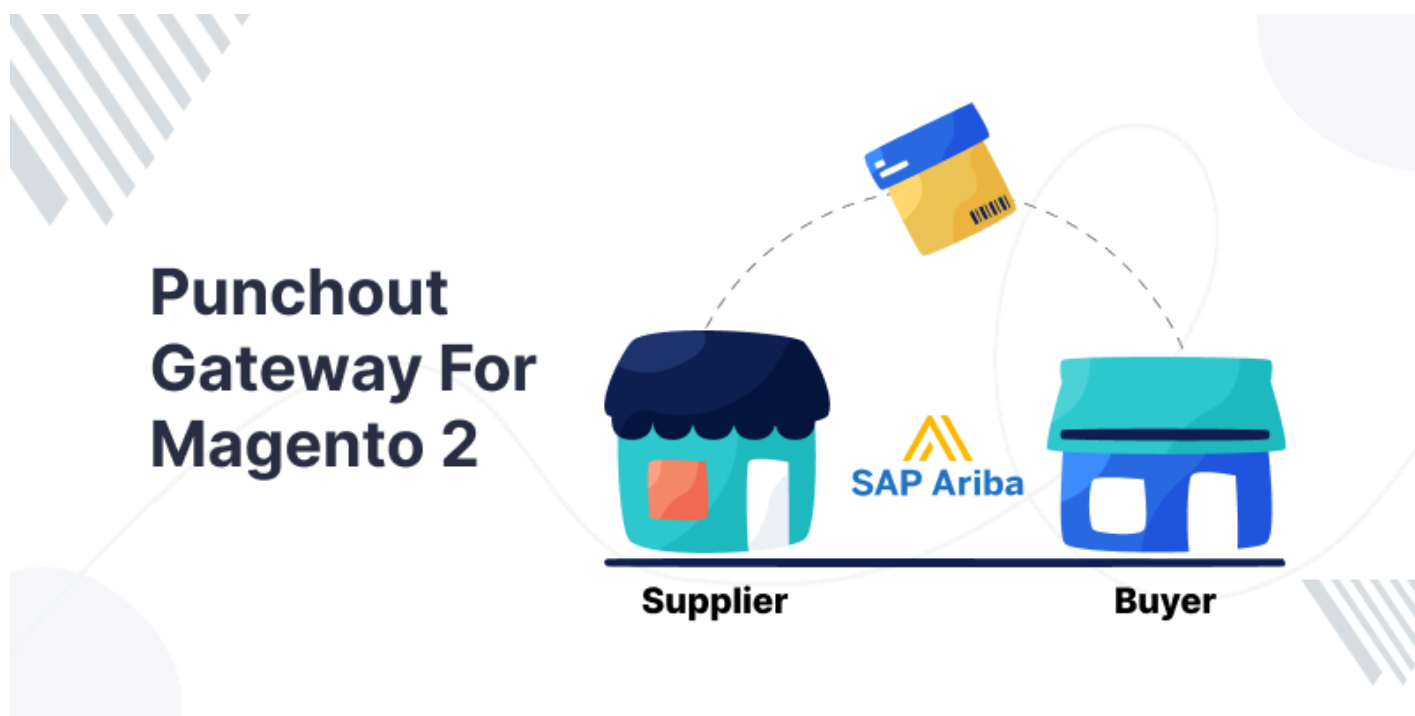 Punchout
Gateway For
Magento 2
SAP Ariba
Supplier
Buyer